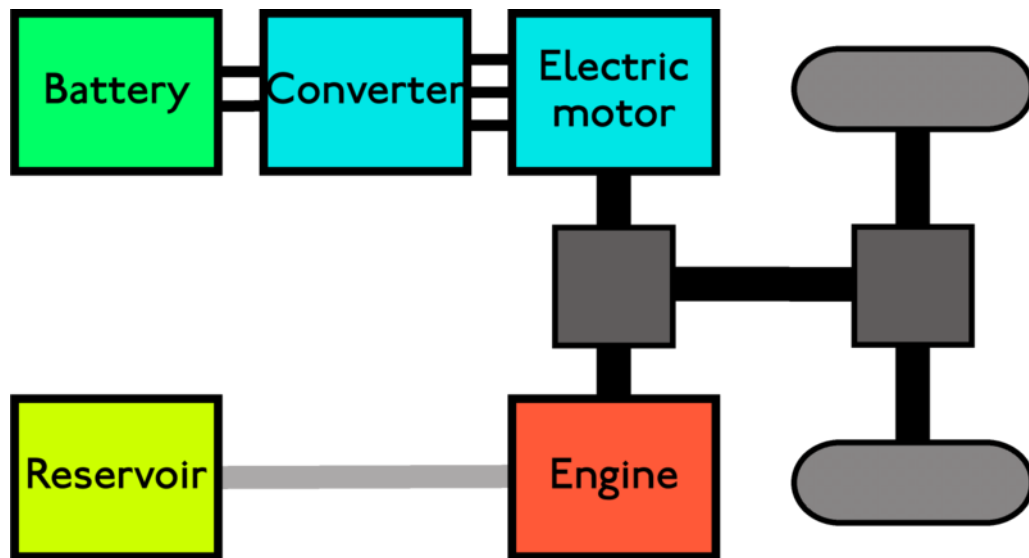 Battery
Converter
Electric
motor
Reservoir
Engine